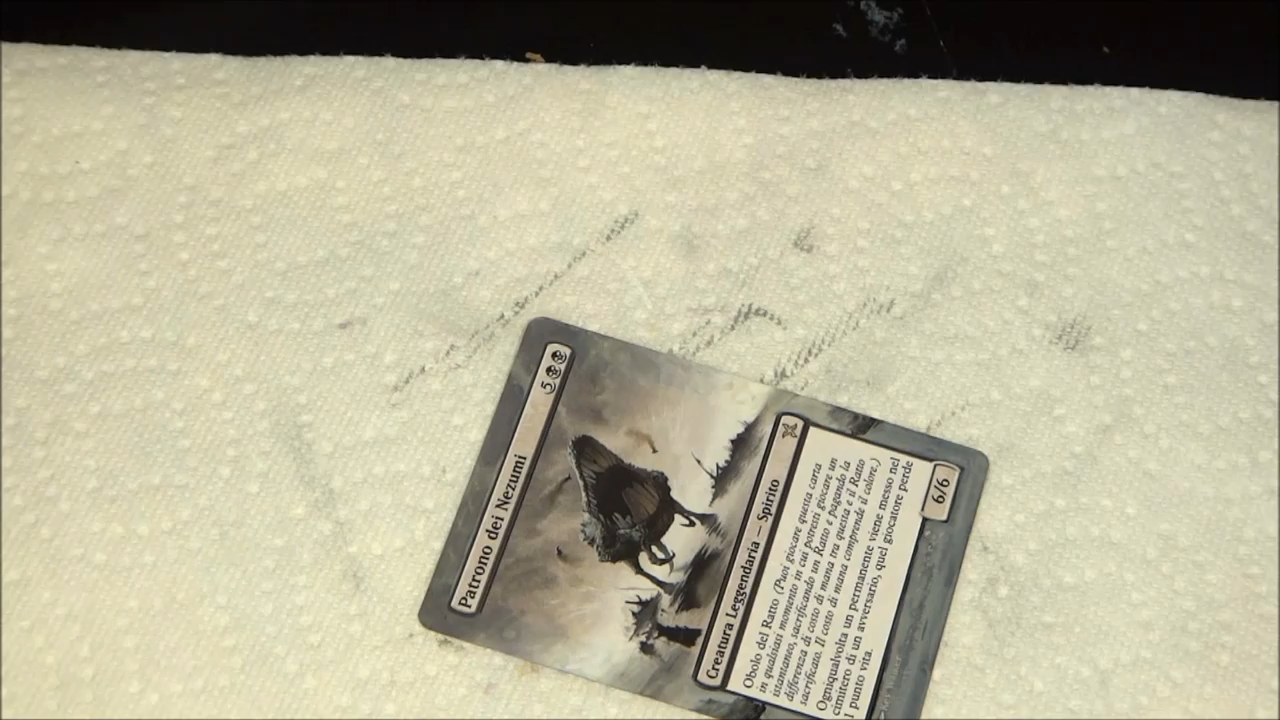 Patrono dei Nezumi
5
Creatura Leggendaria — Spirito
Obolo del Ratto (Puoi giocare questa carta
in qualsiasi momento in cui potresti giocare un
istantaneo, sacrificando un Ratto e pagando la
differenza di costo di mana tra questa e il Ratto
sacrificato. Il costo di mana comprende il colore.)
Ogniqualvolta un permanente viene messo nel
cimitero di un avversario, quel giocatore perde
1 punto vita.
6/6